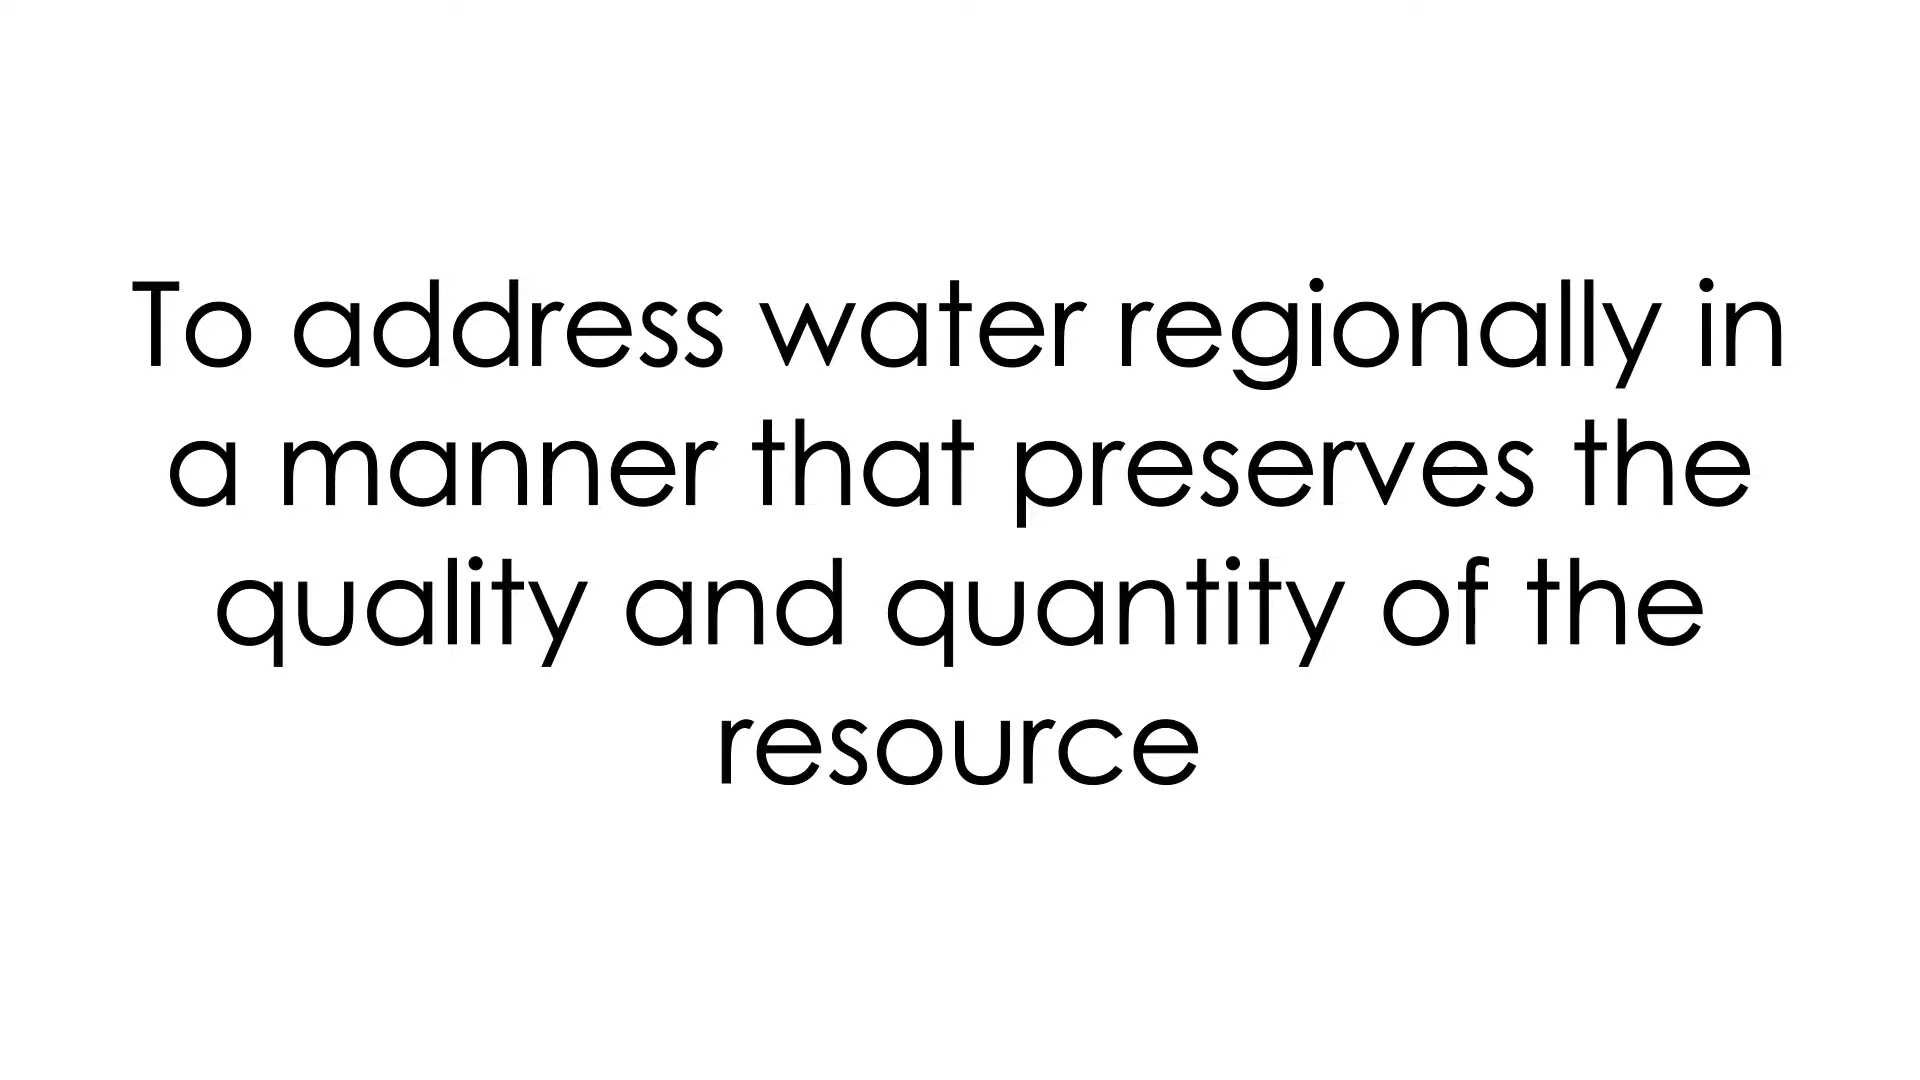 To address water regionally in
a manner that preserves the
quality and quantity of the
resource